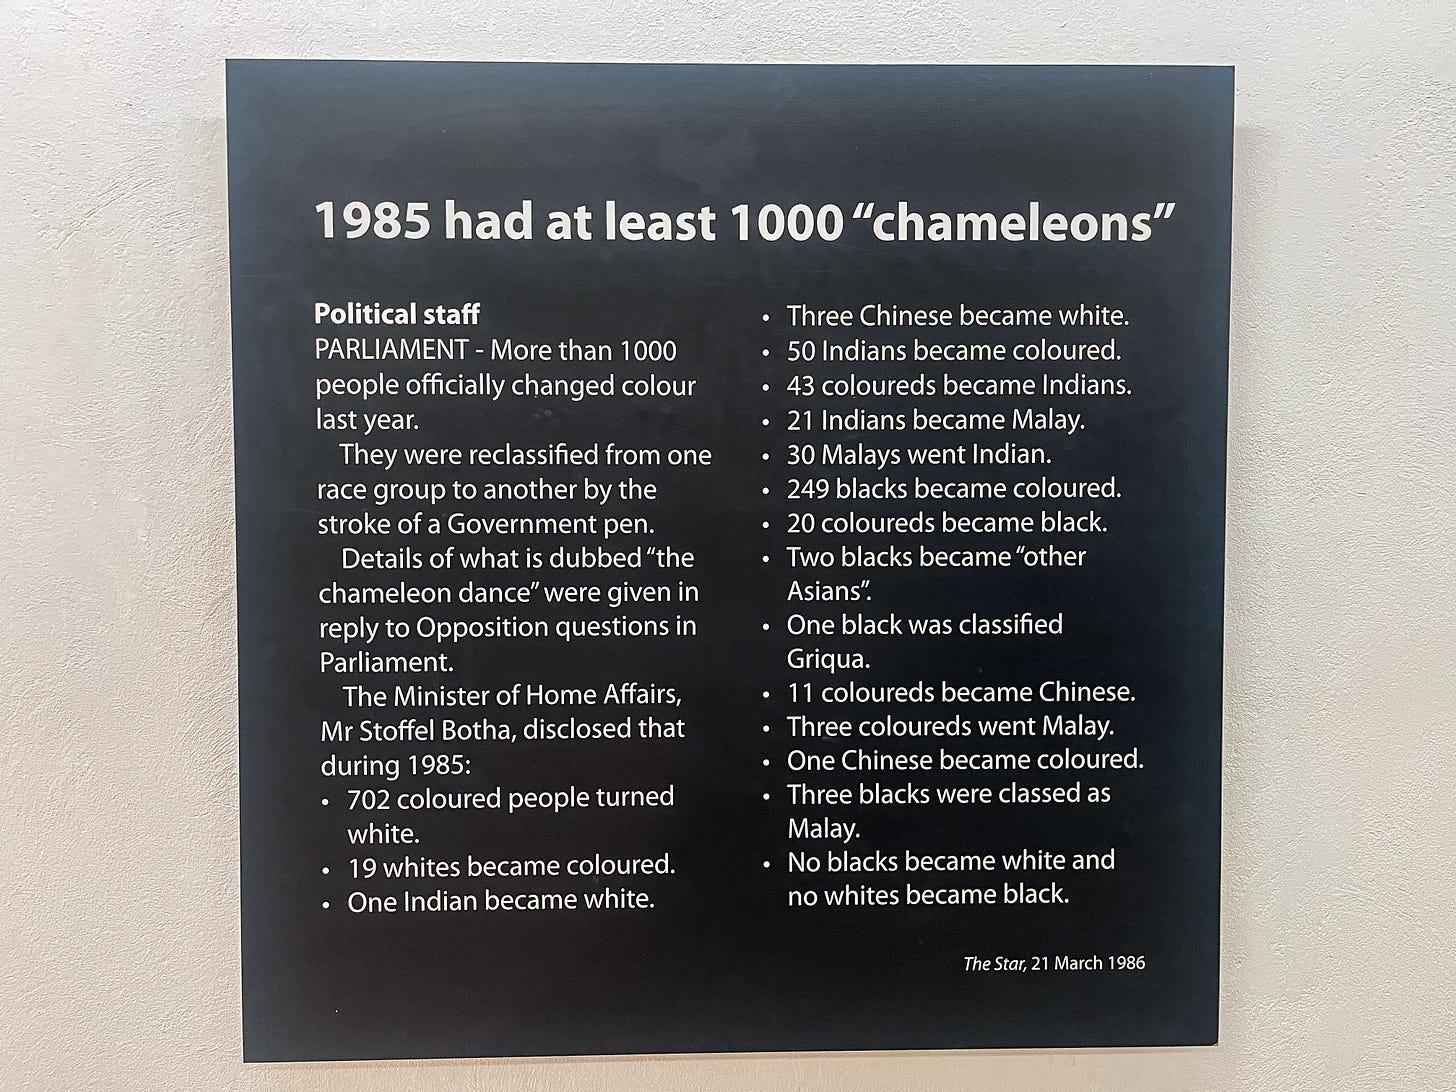 1985 had at least 1000 “chameleons”
Political staff
PARLIAMENT - More than 1000
people officially changed colour
last year.
They were reclassified from one
race group to another by the
stroke of a Government pen.
Details of what is dubbed “the
chameleon dance” were given in
reply to Opposition questions in
Parliament.
The Minister of Home Affairs,
Mr Stoffel Botha, disclosed that
during 1985:
• 702 coloured people turned
white.
• 19 whites became coloured.
• One Indian became white.
• Three Chinese became white.
• 50 Indians became coloured.
• 43 coloureds became Indians.
• 21 Indians became Malay.
• 30 Malays went Indian.
• 249 blacks became coloured.
• 20 coloureds became black.
• Two blacks became “other
Asians”.
• One black was classified
Griqua.
• 11 coloureds became Chinese.
• Three coloureds went Malay.
• One Chinese became coloured.
• Three blacks were classed as
Malay.
• No blacks became white and
no whites became black.
The Star, 21 March 1986